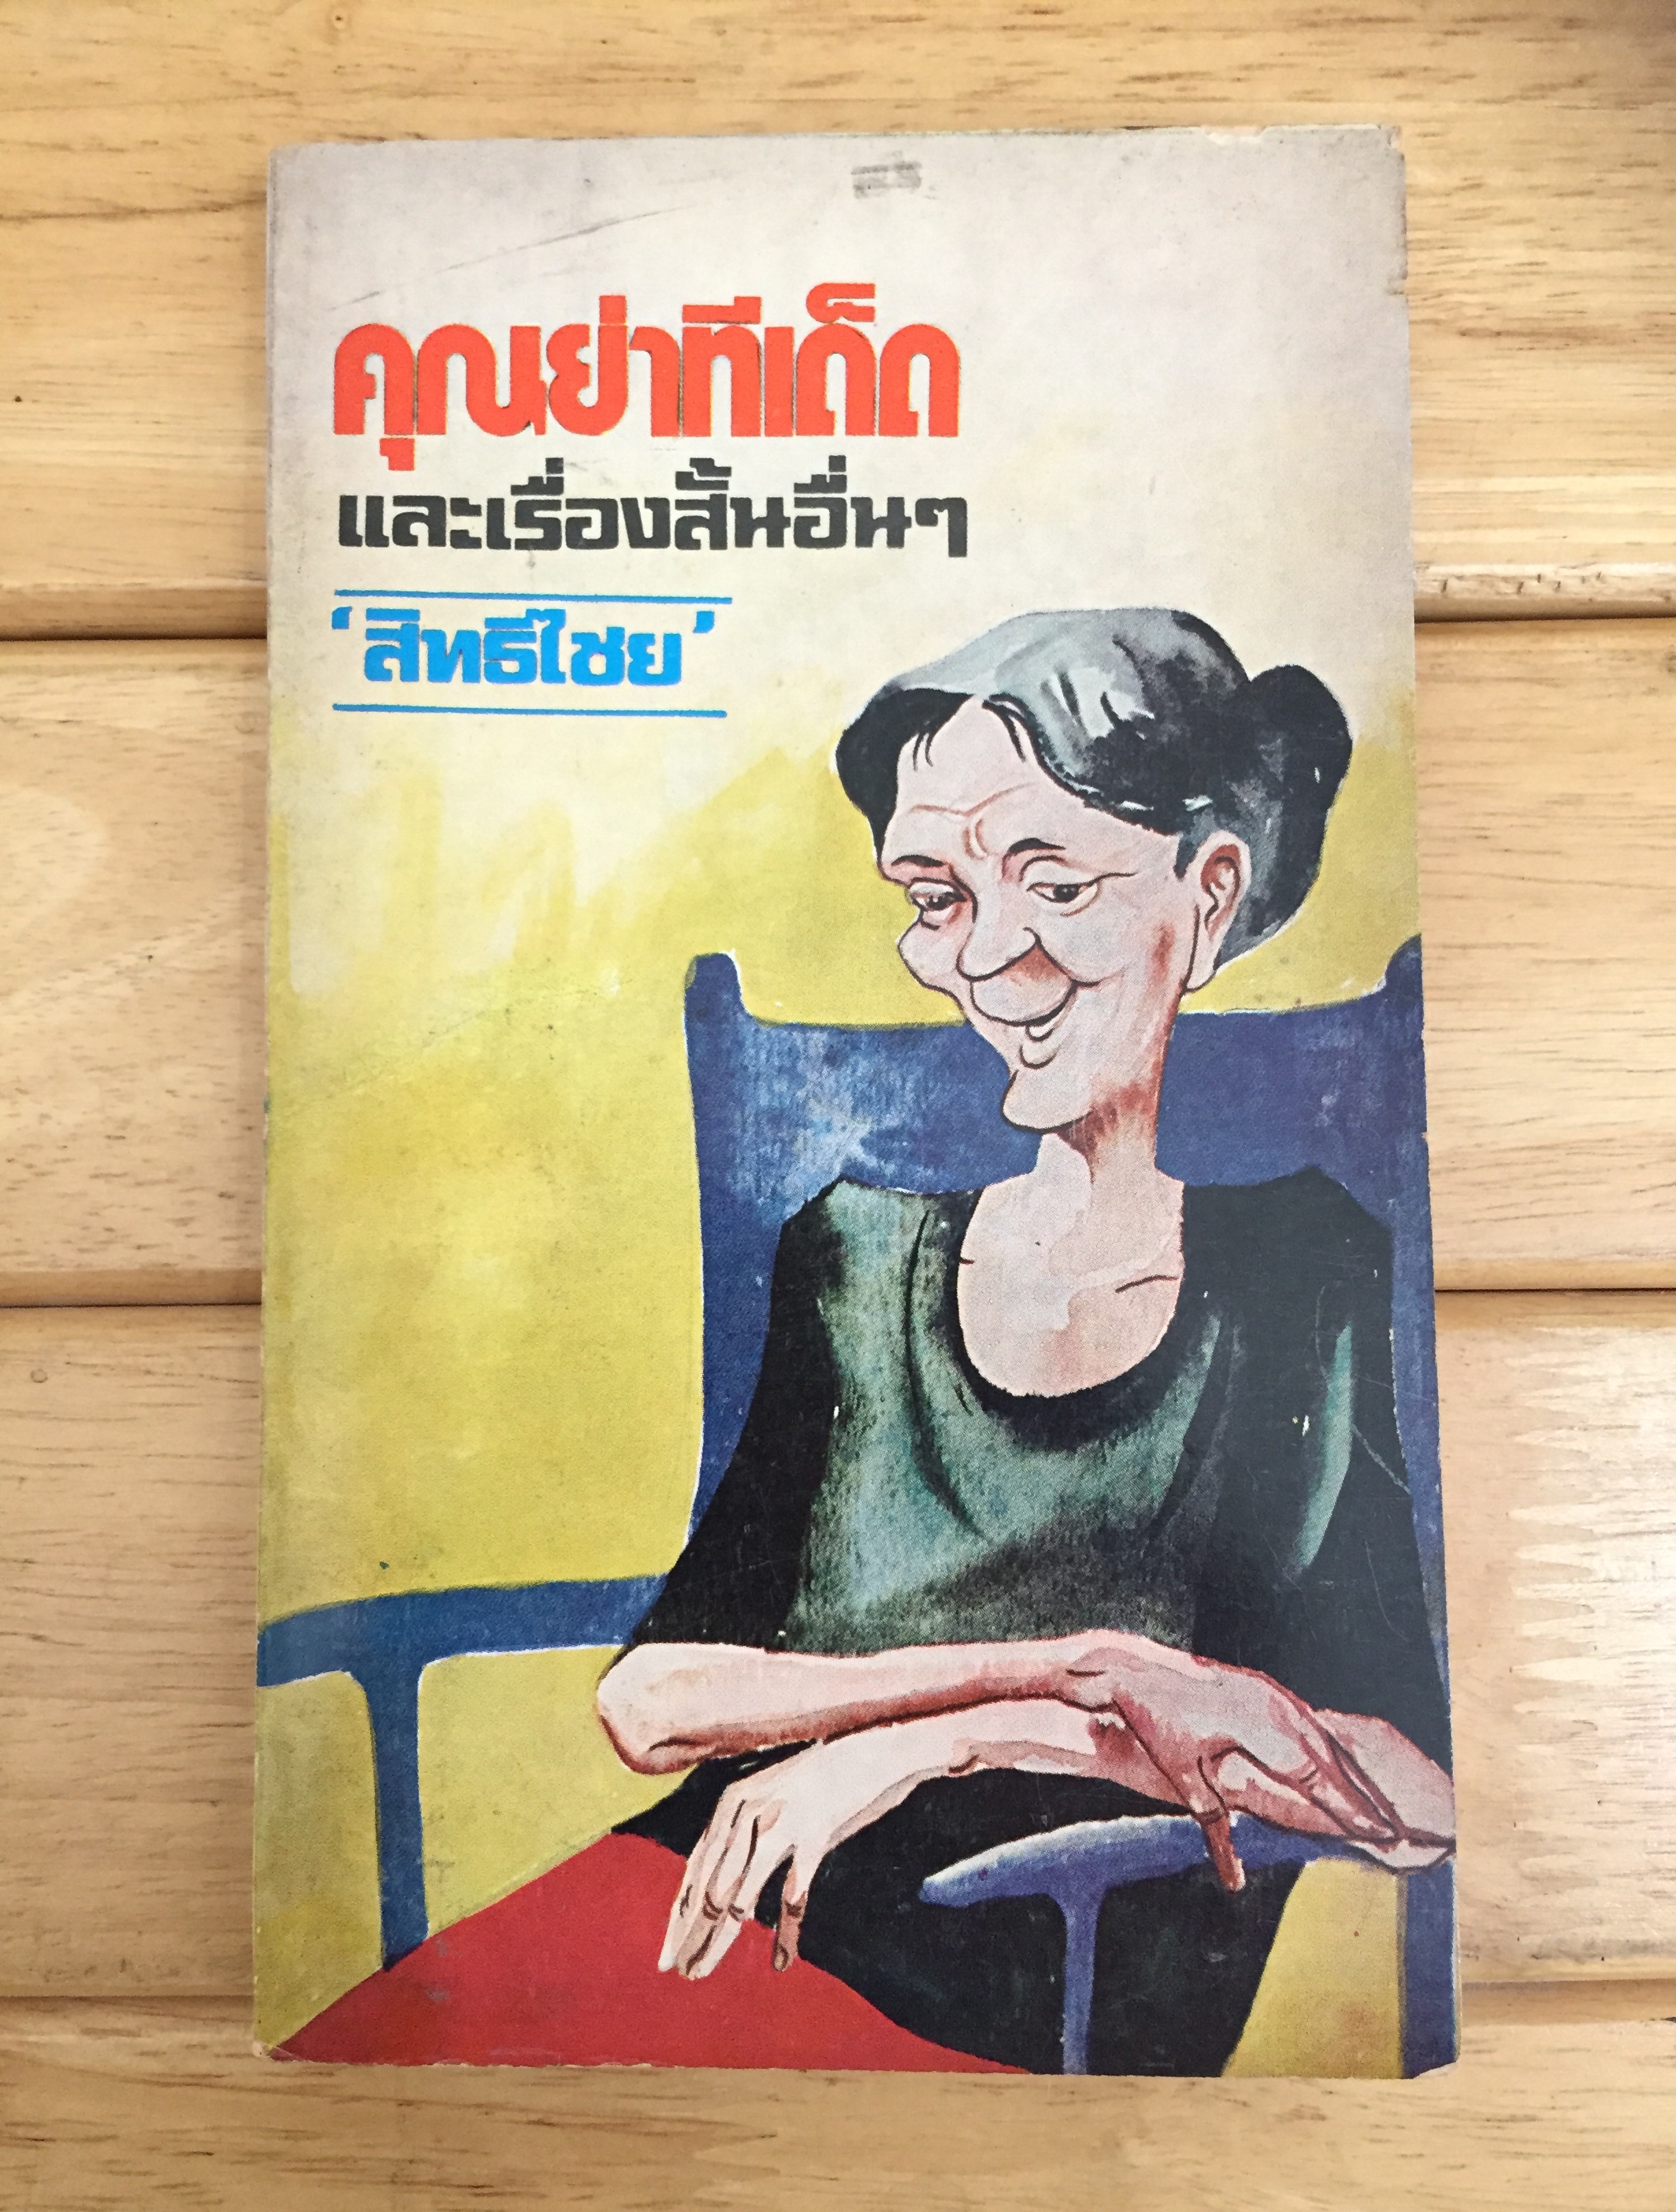 คุณย่าทีเด็ด
และเรื่องสั้นอื่นๆ
‘สิทธิไชย’